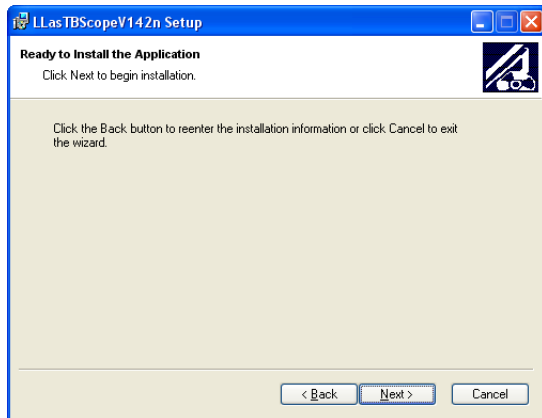 LLasTBScopeV142n Setup
Ready to Install the Application
Click Next to begin installation.
Click the Back button to reenter the installation information or click Cancel to exit
the wizard.
< Back Next > Cancel